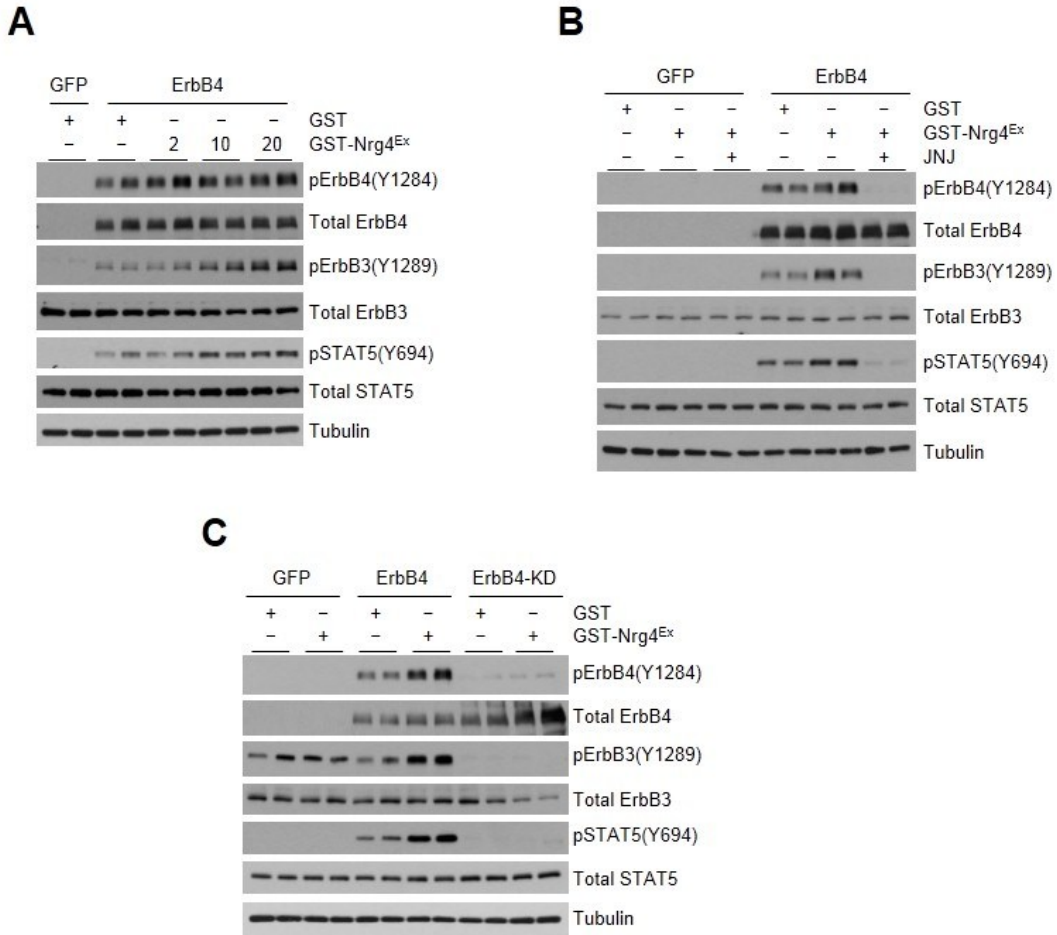 A
GFP ErbB4
+ + – – – GST
– – 2 10 20 GST-Nrg4Ex
pErbB4(Y1284)
Total ErbB4
pErbB3(Y1289)
Total ErbB3
pSTAT5(Y694)
Total STAT5
Tubulin
B
GFP ErbB4
+ – – + – – GST
– + + – + + GST-Nrg4Ex
– – + – – + JNJ
pErbB4(Y1284)
Total ErbB4
pErbB3(Y1289)
Total ErbB3
pSTAT5(Y694)
Total STAT5
Tubulin
C
GFP ErbB4 ErbB4-KD
+ – + – + – GST
– + – + – + GST-Nrg4Ex
pErbB4(Y1284)
Total ErbB4
pErbB3(Y1289)
Total ErbB3
pSTAT5(Y694)
Total STAT5
Tubulin